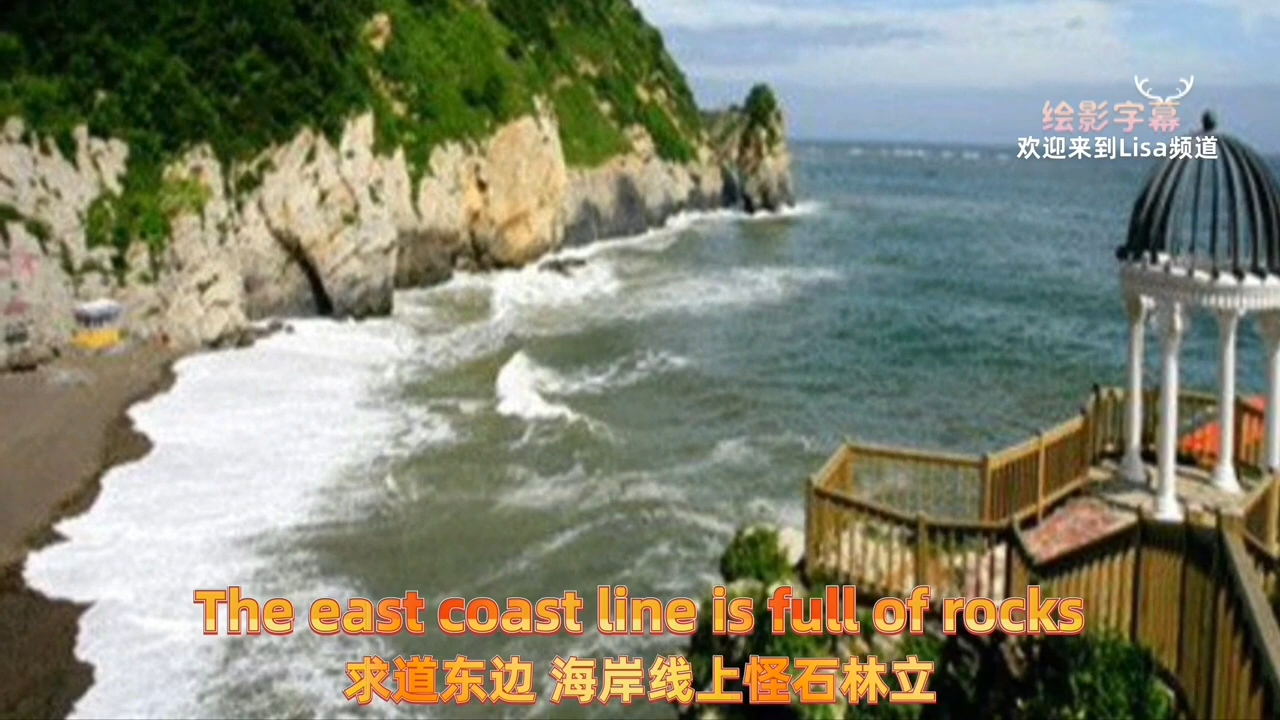 绘影字幕
欢迎来到Lisa频道
The east coast line is full of rocks
求道东边 海岸线上怪石林立